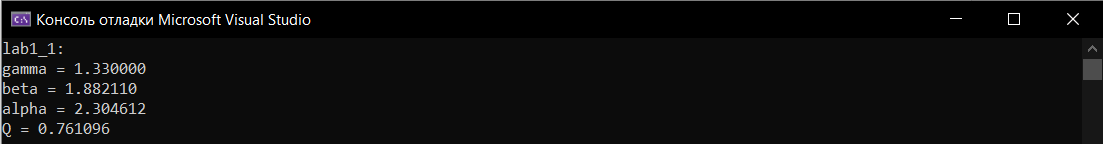 Консоль отладки Microsoft Visual Studio
lab1_1:
gamma = 1.330000
beta = 1.882110
alpha = 2.304612
Q = 0.761096